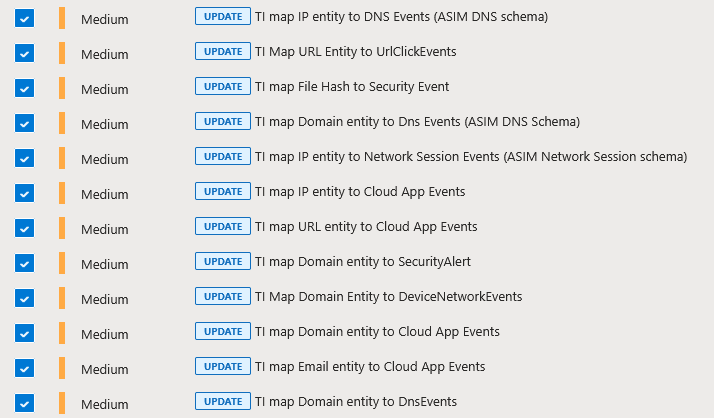 Medium UPDATE TI map IP entity to DNS Events (ASIM DNS schema)
Medium UPDATE TI Map URL Entity to UrlClickEvents
Medium UPDATE TI map File Hash to Security Event
Medium UPDATE TI map Domain entity to Dns Events (ASIM DNS Schema)
Medium UPDATE TI map IP entity to Network Session Events (ASIM Network Session schema)
Medium UPDATE TI map IP entity to Cloud App Events
Medium UPDATE TI map URL entity to Cloud App Events
Medium UPDATE TI map Domain entity to SecurityAlert
Medium UPDATE TI Map Domain Entity to DeviceNetworkEvents
Medium UPDATE TI map Domain entity to Cloud App Events
Medium UPDATE TI map Email entity to Cloud App Events
Medium UPDATE TI map Domain entity to DnsEvents